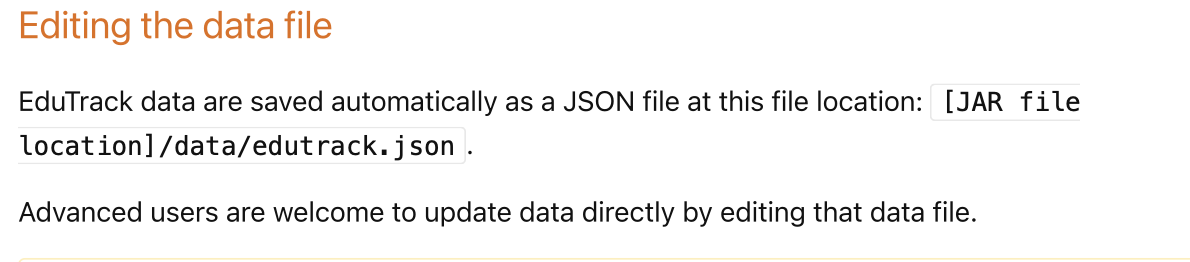 Editing the data file
EduTrack data are saved automatically as a JSON file at this file location: [JAR file
location]/data/edutrack.json .
Advanced users are welcome to update data directly by editing that data file.